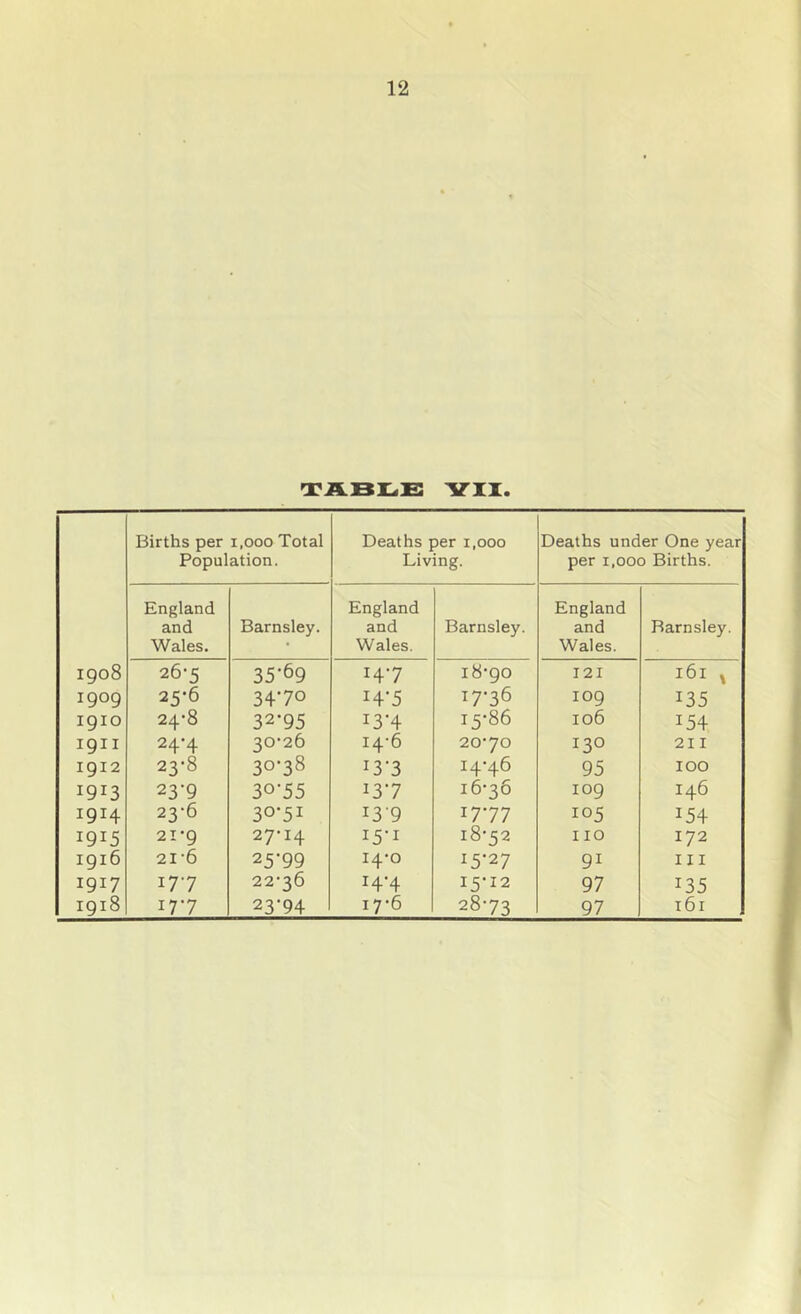 12
TABLE VII.
Births per 1,000 Total Population. Deaths per 1,000 Living. Deaths under One year per 1,000 Births.
England and Wales. Barnsley. England and Wales. Barnsley. England and Wales. Barnsley.
1908 26·5 35·69 14·7 18·90 121 161
1909 25·6 34·70 14·5 17·36 109 135
1910 24·8 32·95 13·4 15·86 106 154
1911 24·4 30·26 14·6 20·70 130 211
1912 23·8 30·38 13·3 14·46 95 100
1913 23·9 30·55 13·7 16·36 109 146
1914 23·6 30·51 13·9 17·77 105 154
1915 21·9 27·14 15·1 18·52 110 172
1916 21·6 25·99 14·0 15·27 91 111
1917 17·7 22·36 14·4 15·12 97 135
1918 17·7 23·94 17·6 28·73 97 161